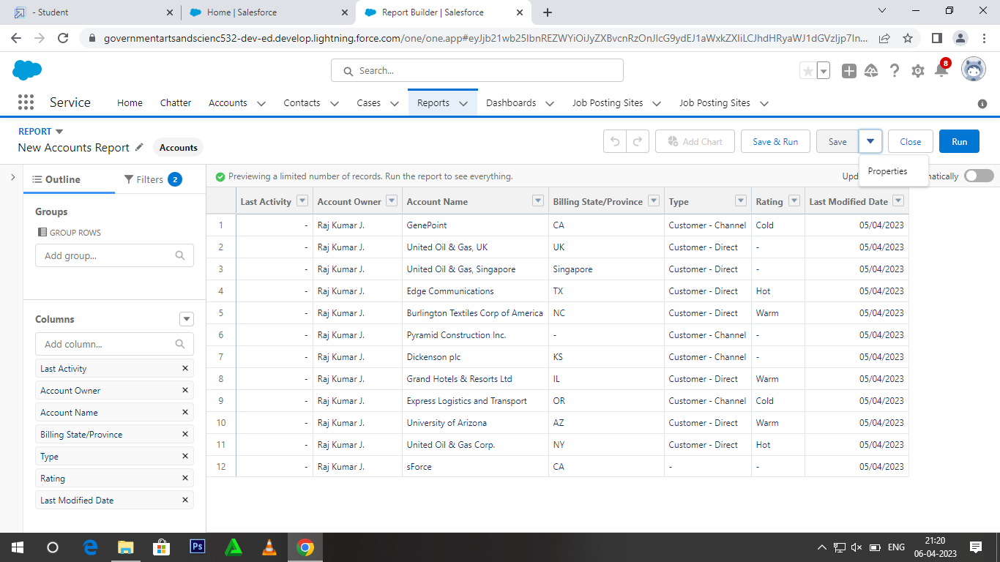 - Student
Home | Salesforce
Report Builder | Salesforce
governmentartsandscienc532-dev-ed.develop.lightning.force.com/one/one.app#
Search...
8
Service Home Chatter Accounts Contacts Cases Reports Dashboards Job Posting Sites Job Posting Sites
REPORT
New Accounts Report Accounts
Add Chart Save & Run Save Close Run
Properties
Outline Filters 2
Previewing a limited number of records. Run the report to see everything.
Groups
GROUP ROWS
Add group...
Columns
Add column...
Last Activity
Account Owner
Account Name
Billing State/Province
Type
Rating
Last Modified Date
Last Activity Account Owner Account Name Billing State/Province Type Rating Last Modified Date
1 - Raj Kumar J. GenePoint CA Customer - Channel Cold 05/04/2023
2 - Raj Kumar J. United Oil & Gas, UK UK Customer - Direct - 05/04/2023
3 - Raj Kumar J. United Oil & Gas, Singapore Singapore Customer - Direct - 05/04/2023
4 - Raj Kumar J. Edge Communications TX Customer - Direct Hot 05/04/2023
5 - Raj Kumar J. Burlington Textiles Corp of America NC Customer - Direct Warm 05/04/2023
6 - Raj Kumar J. Pyramid Construction Inc. - Customer - Channel - 05/04/2023
7 - Raj Kumar J. Dickenson plc KS Customer - Channel - 05/04/2023
8 - Raj Kumar J. Grand Hotels & Resorts Ltd IL Customer - Direct Warm 05/04/2023
9 - Raj Kumar J. Express Logistics and Transport OR Customer - Channel Cold 05/04/2023
10 - Raj Kumar J. University of Arizona AZ Customer - Direct Warm 05/04/2023
11 - Raj Kumar J. United Oil & Gas Corp. NY Customer - Direct Hot 05/04/2023
12 - Raj Kumar J. sForce CA - - 05/04/2023
Ps
ENG
21:20
06-04-2023